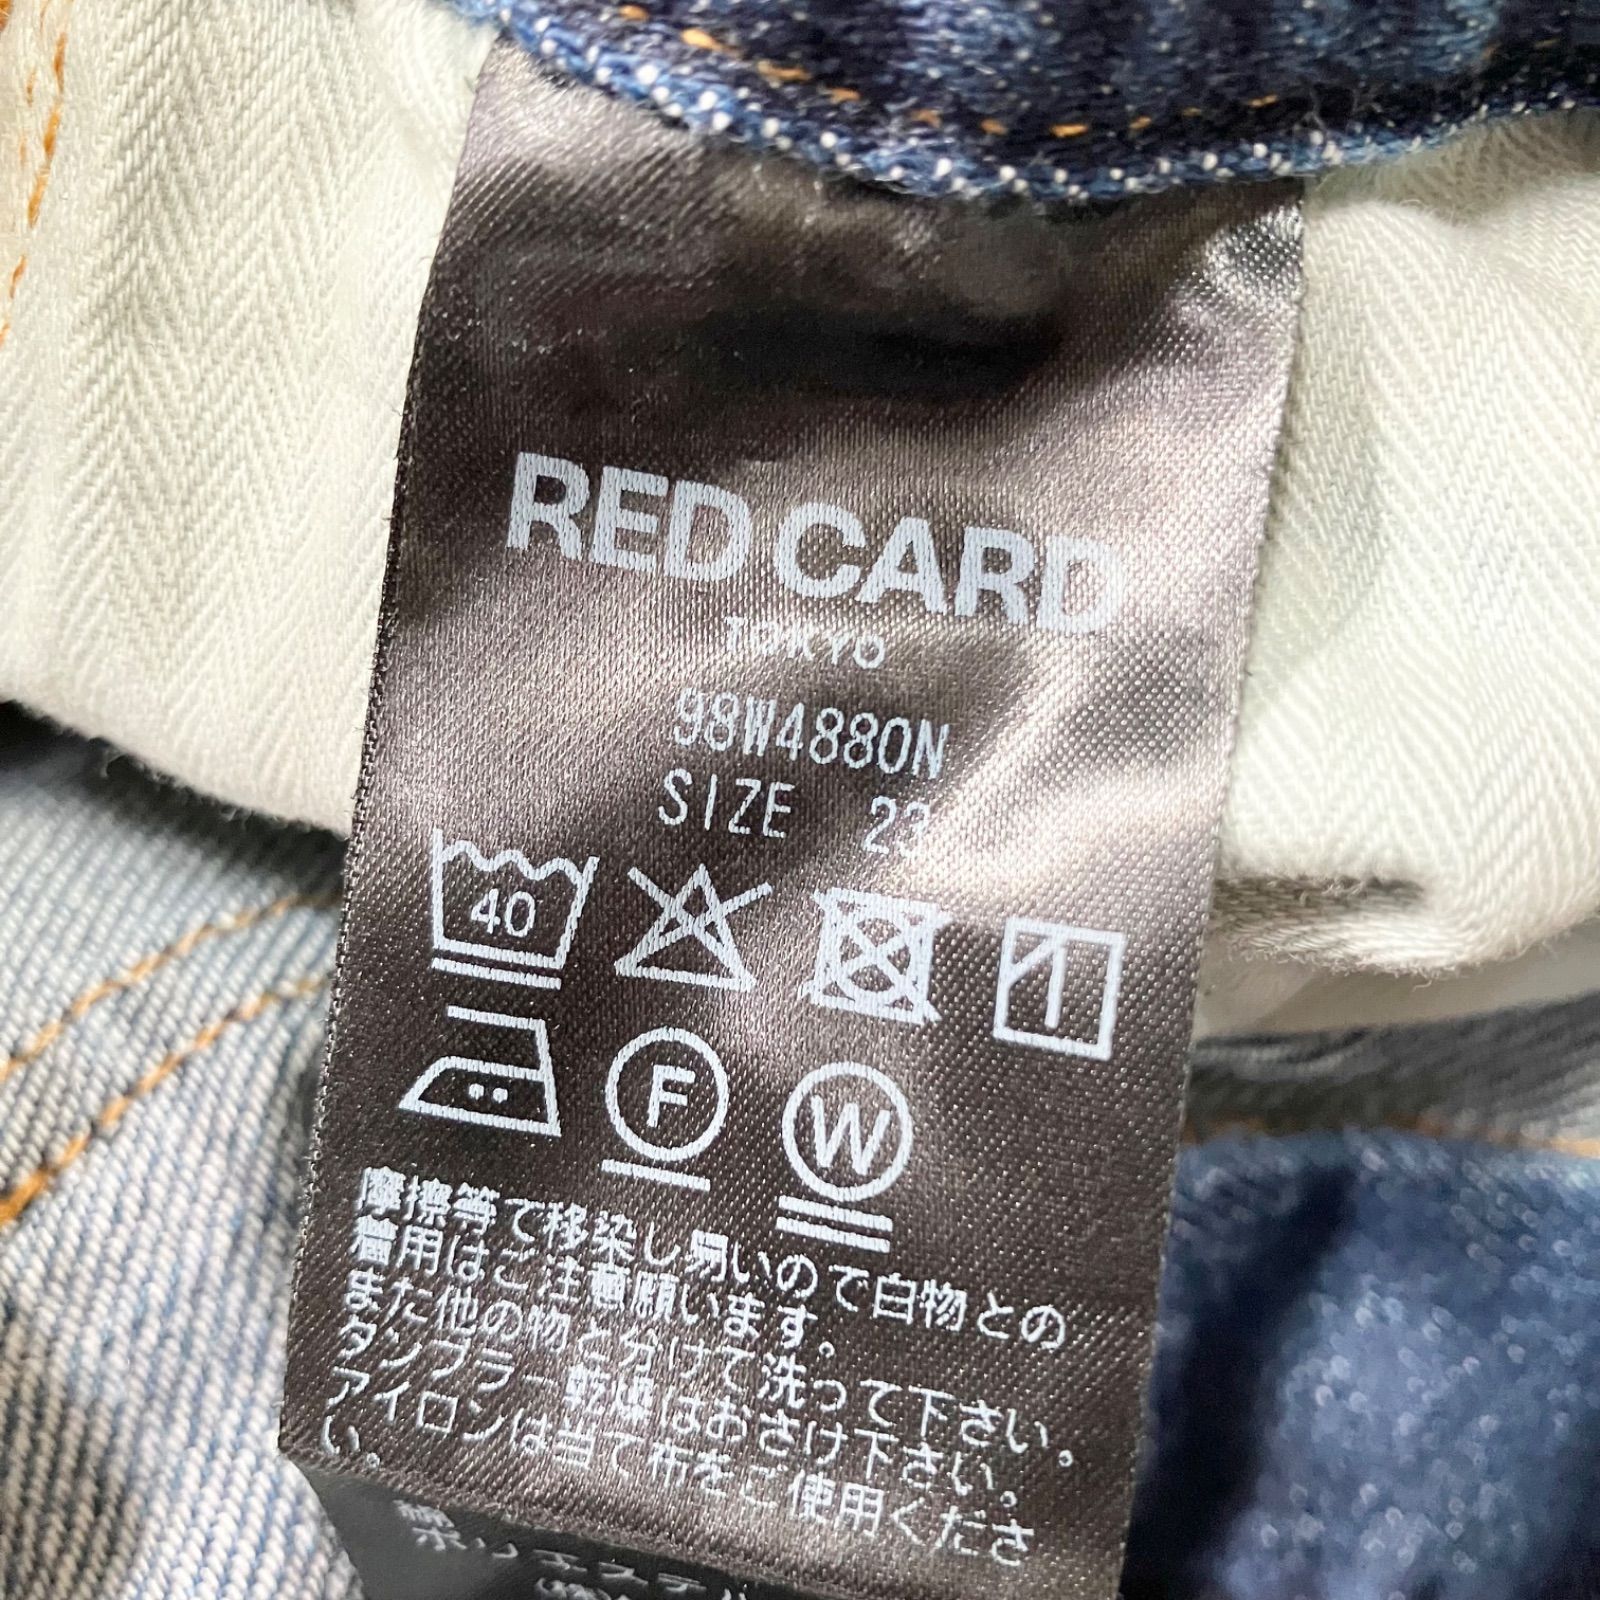 RED CARD
TOKYO
98W4880N
SIZE 23
40
F
W
摩擦等で移染し易いので白物との
着用はご注意願います。
また他の物と分けて洗って下さい。
タンブラー乾燥はおさけ下さい。
アイロンは当て布をご使用くださ
い。